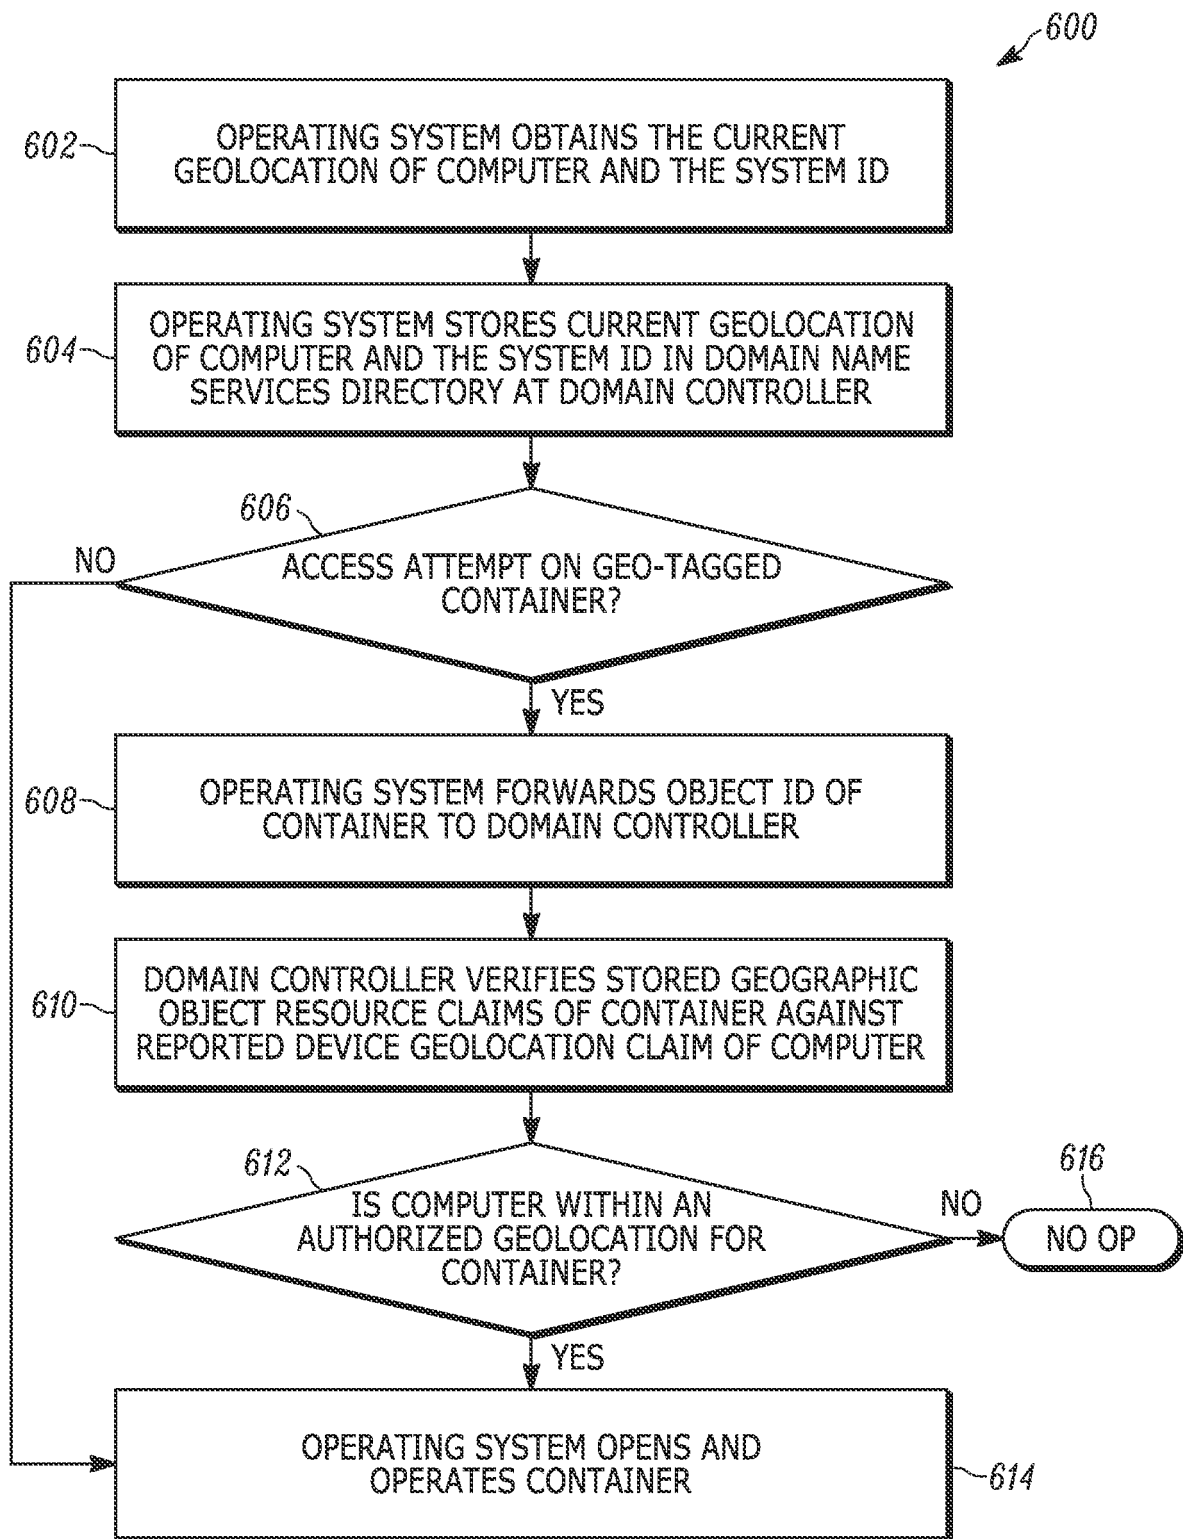 600
602
OPERATING SYSTEM OBTAINS THE CURRENT
GEOLOCATION OF COMPUTER AND THE SYSTEM ID
604
OPERATING SYSTEM STORES CURRENT GEOLOCATION
OF COMPUTER AND THE SYSTEM ID IN DOMAIN NAME
SERVICES DIRECTORY AT DOMAIN CONTROLLER
606
NO
ACCESS ATTEMPT ON GEO-TAGGED
CONTAINER?
YES
608
OPERATING SYSTEM FORWARDS OBJECT ID OF
CONTAINER TO DOMAIN CONTROLLER
610
DOMAIN CONTROLLER VERIFIES STORED GEOGRAPHIC
OBJECT RESOURCE CLAIMS OF CONTAINER AGAINST
REPORTED DEVICE GEOLOCATION CLAIM OF COMPUTER
612
IS COMPUTER WITHIN AN
AUTHORIZED GEOLOCATION FOR
CONTAINER?
NO
616
NO OP
YES
OPERATING SYSTEM OPENS AND
OPERATES CONTAINER
614